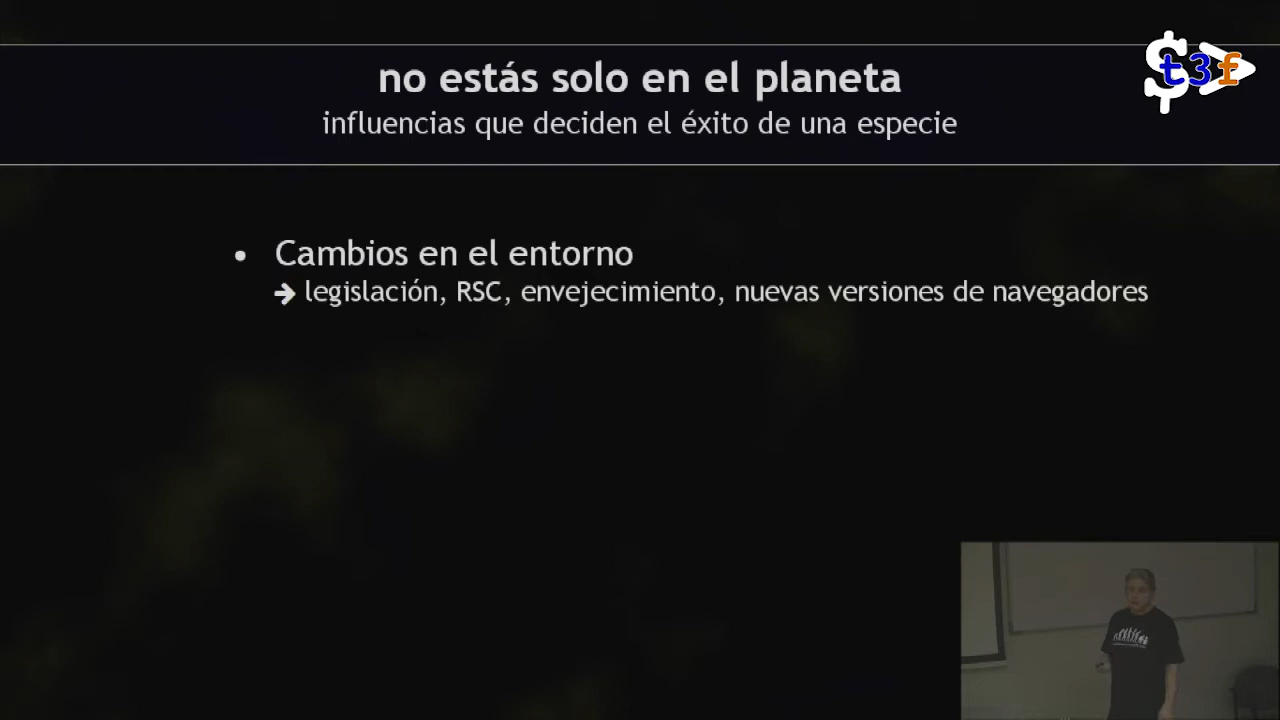 no estás solo en el planeta
influencias que deciden el éxito de una especie
$ t3f
• Cambios en el entorno
➔ legislación, RSC, envejecimiento, nuevas versiones de navegadores